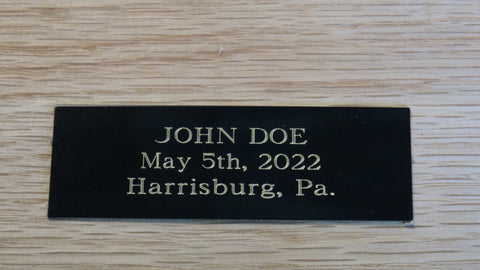 JOHN DOE
May 5th, 2022
Harrisburg, Pa.